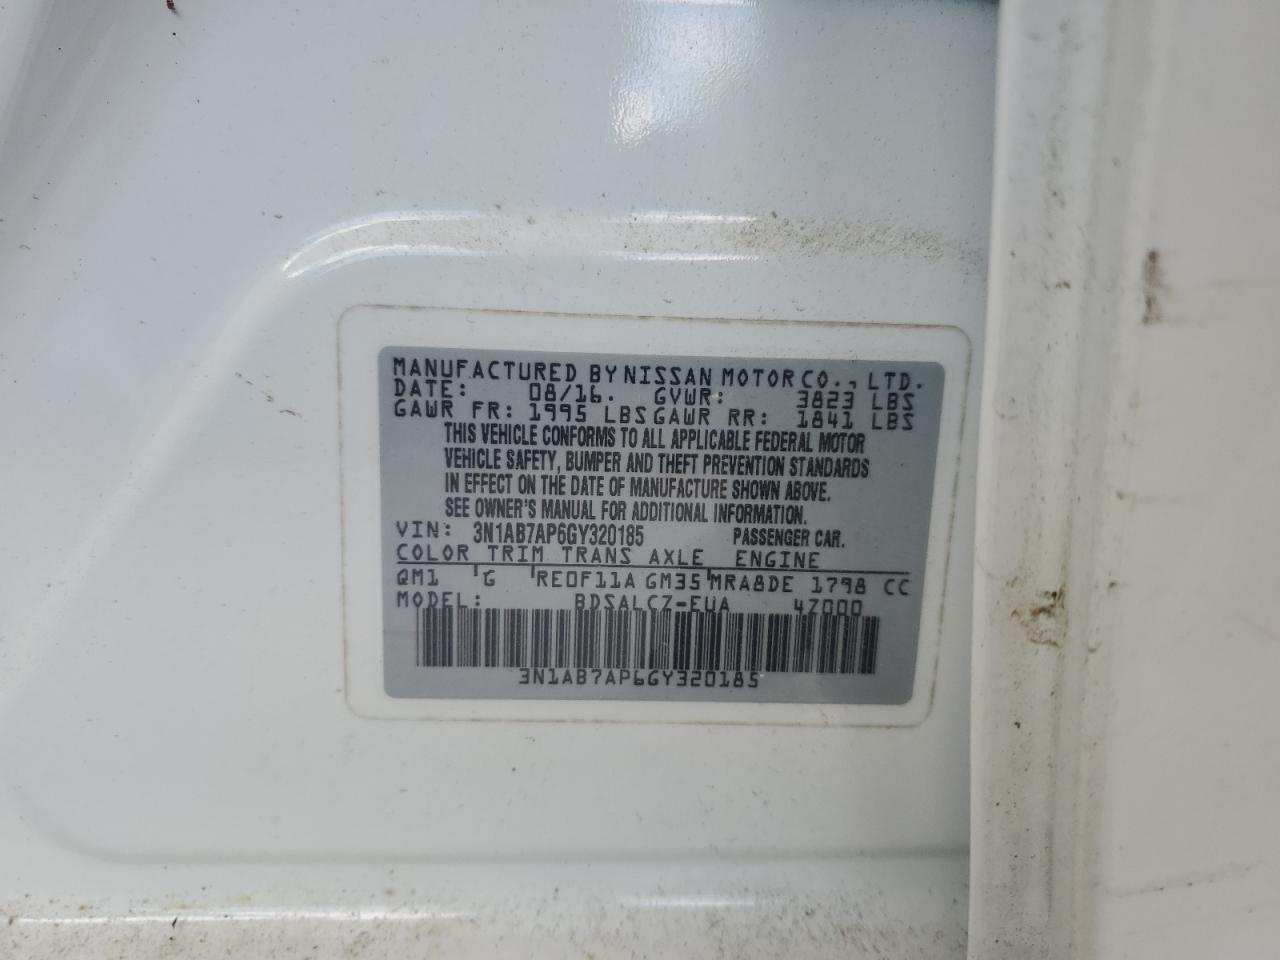 MANUFACTURED BY NISSAN MOTOR CO., LTD.
DATE: 08/16. GVWR: 3823 LBS
GAWR FR: 1995 LBS GAWR RR: 1841 LBS
THIS VEHICLE CONFORMS TO ALL APPLICABLE FEDERAL MOTOR
VEHICLE SAFETY, BUMPER AND THEFT PREVENTION STANDARDS
IN EFFECT ON THE DATE OF MANUFACTURE SHOWN ABOVE.
SEE OWNER'S MANUAL FOR ADDITIONAL INFORMATION.
VIN: 3N1AB7AP6GY320185 PASSENGER CAR.
COLOR TRIM TRANS AXLE ENGINE
QM1 G RE0F11A GM35 MRA8DE 1798 CC
MODEL: BDSALCZ-EUA 4Z000
3N1AB7AP6GY320185